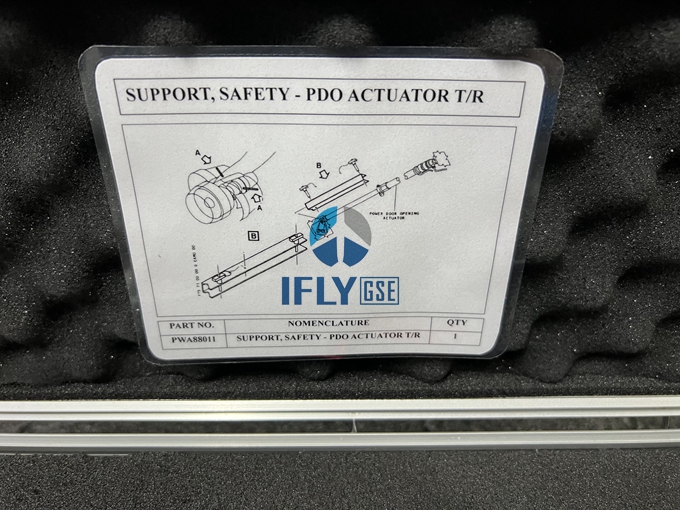 SUPPORT, SAFETY - PDO ACTUATOR T/R
A
B
A
POWER DOOR OPENING
ACTUATOR
B
IFLY GSE
PART NO. NOMENCLATURE QTY
PWA88011 SUPPORT, SAFETY - PDO ACTUATOR T/R 1